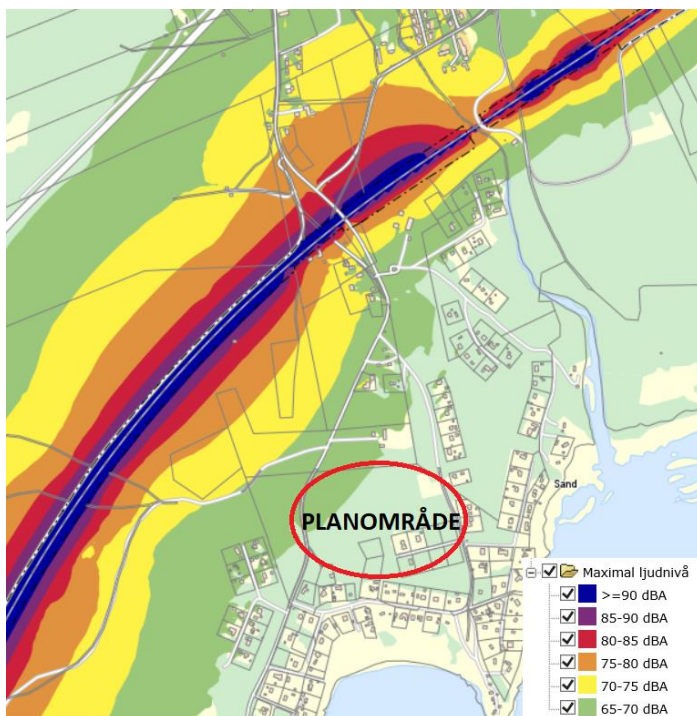 PLANOMRÅDE
Sand
Maximal ljudnivå
>=90 dBA
85-90 dBA
80-85 dBA
75-80 dBA
70-75 dBA
65-70 dBA